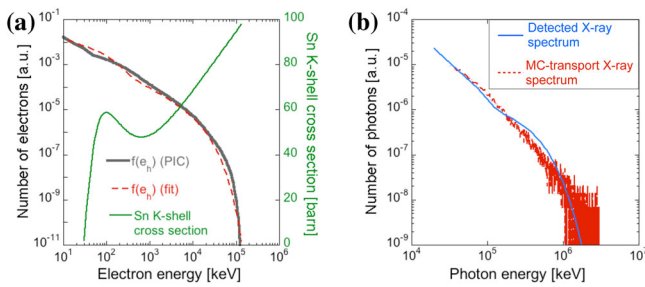 (a)
10^-1
10^-3
10^-5
10^-7
10^-9
10^-11
Number of electrons [a.u.]
f(e_h) (PIC)
f(e_h) (fit)
Sn K-shell
cross section
10^1 10^2 10^3 10^4 10^5 10^6
Electron energy [keV]
100
80
60
40
20
0
Sn K-shell cross section [barn]
(b)
Detected X-ray
spectrum
MC-transport X-ray
spectrum
10^-5
10^-6
10^-7
10^-8
10^-9
Number of photons [a.u.]
10^4 10^5 10^6 10^7
Photon energy [keV]